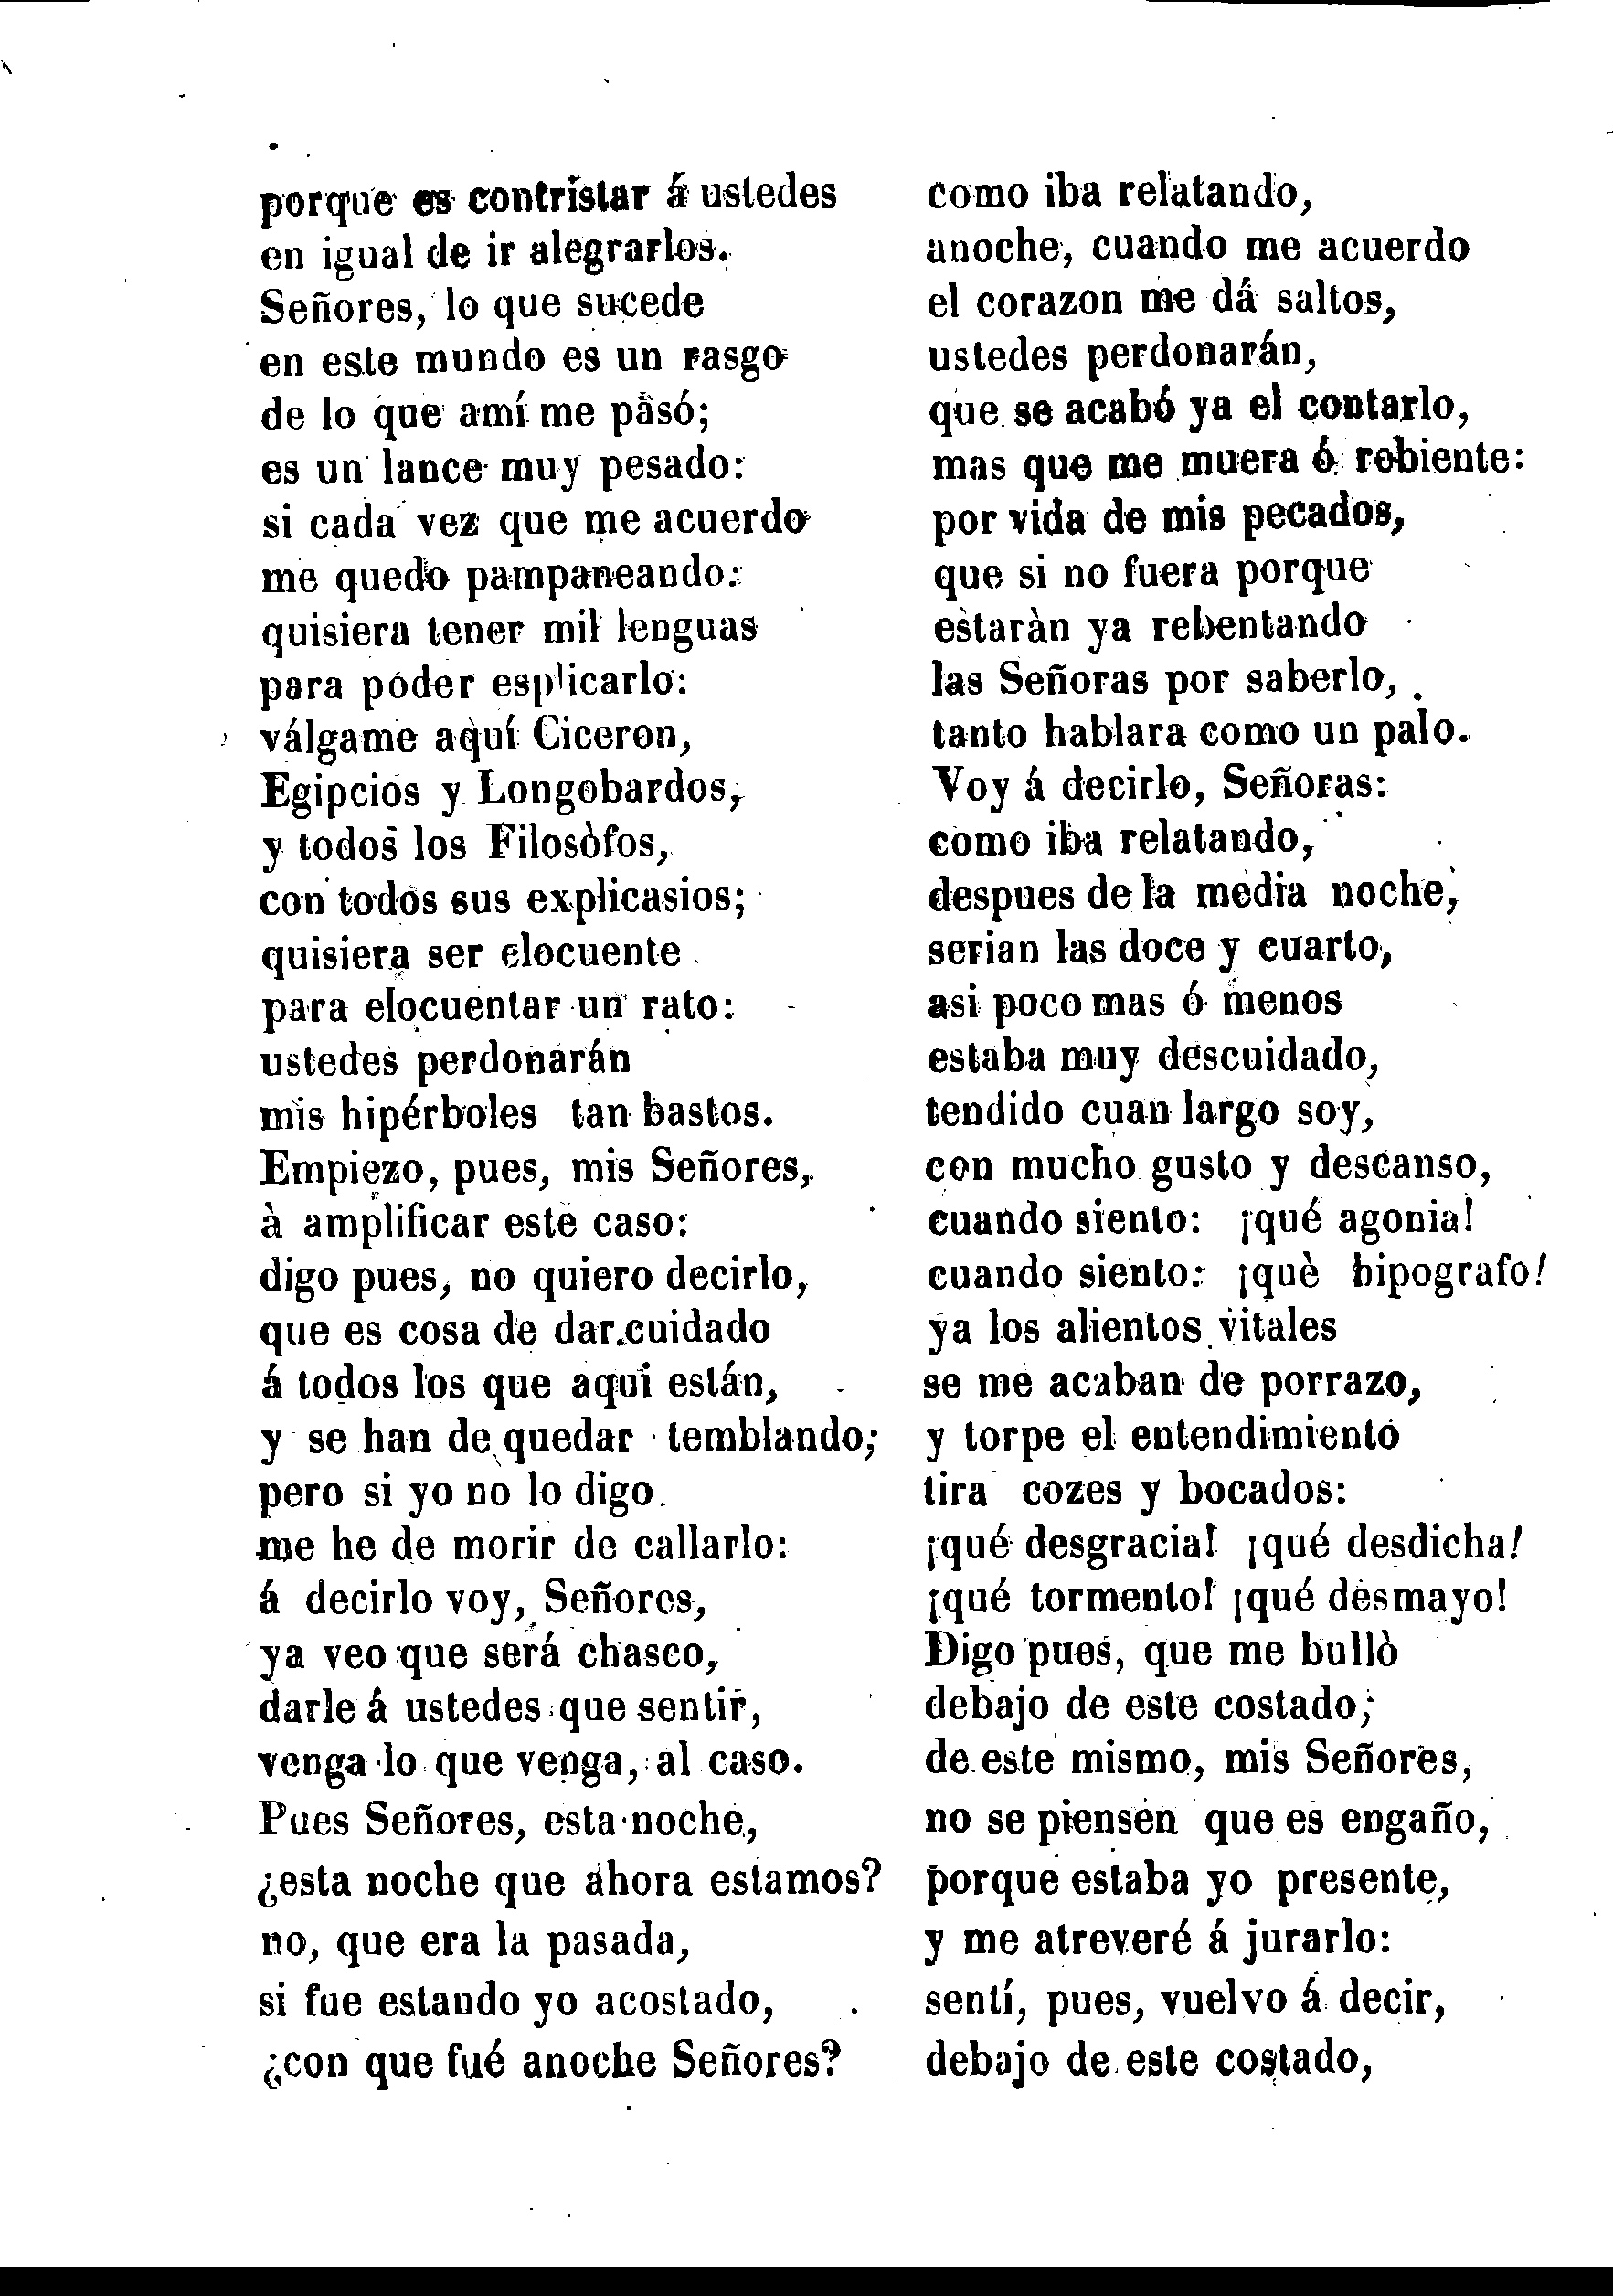 porque es contristar á ustedes
en igual de ir alegrarlos.
Señores, lo que sucede
en este mundo es un rasgo
de lo que amí me pasó;
es un lance muy pesado:
si cada vez que me acuerdo
me quedo pampaneando:
quisiera tener mil lenguas
para poder esplicarlo:
válgame aquí Ciceron,
Egipcios y Longobardos,
y todos los Filosòfos,
con todos sus explicasios;
quisiera ser elocuente
para elocuentar un rato:
ustedes perdonarán
mis hipérboles tan bastos.
Empiezo, pues, mis Señores,
à amplificar este caso:
digo pues, no quiero decirlo,
que es cosa de dar cuidado
á todos los que aqui están,
y se han de quedar temblando;
pero si yo no lo digo
me he de morir de callarlo:
á decirlo voy, Señores,
ya veo que será chasco,
darle á ustedes que sentir,
venga lo que venga, al caso.
Pues Señores, esta noche,
¿esta noche que ahora estamos?
no, que era la pasada,
si fue estando yo acostado,
¿con que fué anoche Señores?
como iba relatando,
anoche, cuando me acuerdo
el corazon me dá saltos,
ustedes perdonarán,
que se acabó ya el contarlo,
mas que me muera ó rebiente:
por vida de mis pecados,
que si no fuera porque
estaràn ya rebentando
las Señoras por saberlo,
tanto hablara como un palo.
Voy á decirlo, Señoras:
como iba relatando,
despues de la media noche,
serian las doce y cuarto,
asi poco mas ó menos
estaba muy descuidado,
tendido cuan largo soy,
con mucho gusto y descanso,
cuando siento: ¡qué agonia!
cuando siento: ¡què hipografo!
ya los alientos vitales
se me acaban de porrazo,
y torpe el entendimiento
tira cozes y bocados:
¡qué desgracia! ¡qué desdicha!
¡qué tormento! ¡qué desmayo!
Digo pues, que me bullò
debajo de este costado;
de este mismo, mis Señores,
no se piensen que es engaño,
porque estaba yo presente,
y me atreveré á jurarlo:
sentí, pues, vuelvo á decir,
debajo de este costado,